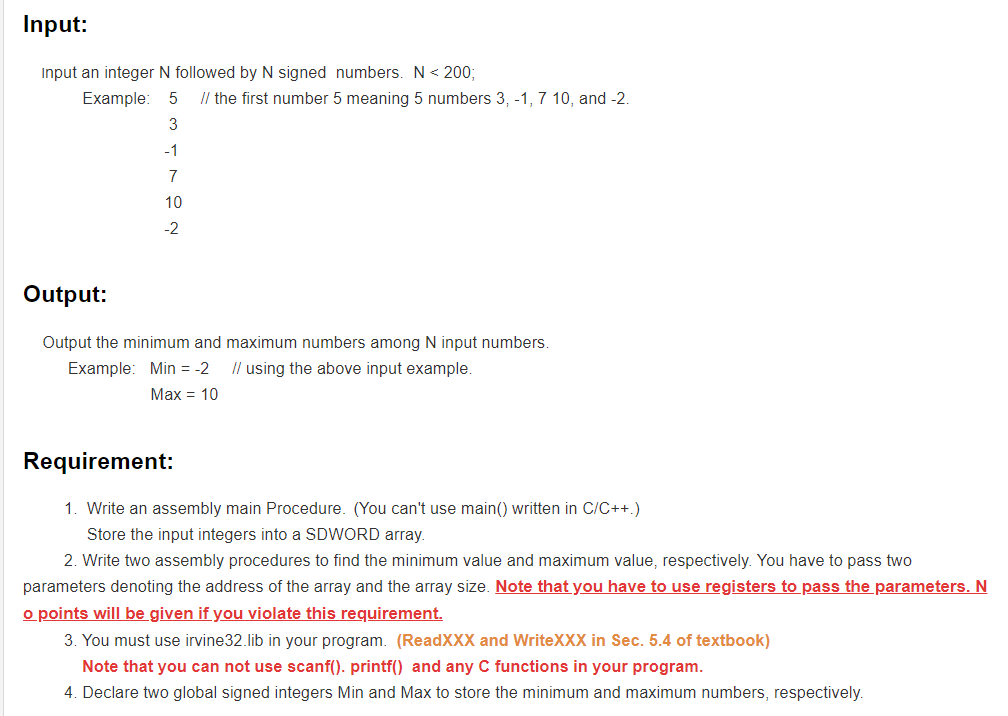 Input:
Input an integer N followed by N signed numbers. N < 200;
Example: 5 // the first number 5 meaning 5 numbers 3, -1, 7 10, and -2.
3
-1
7
10
-2
Output:
Output the minimum and maximum numbers among N input numbers.
Example: Min = -2 // using the above input example.
Max = 10
Requirement:
1. Write an assembly main Procedure. (You can't use main() written in C/C++.)
Store the input integers into a SDWORD array.
2. Write two assembly procedures to find the minimum value and maximum value, respectively. You have to pass two
parameters denoting the address of the array and the array size. Note that you have to use registers to pass the parameters. N
o points will be given if you violate this requirement.
3. You must use irvine32.lib in your program. (ReadXXX and WriteXXX in Sec. 5.4 of textbook)
Note that you can not use scanf(). printf() and any C functions in your program.
4. Declare two global signed integers Min and Max to store the minimum and maximum numbers, respectively.